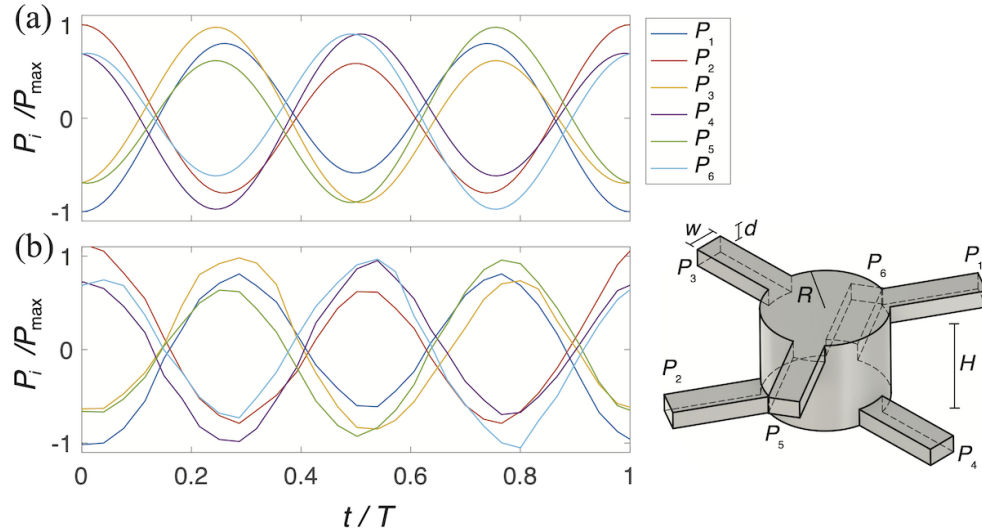 (a)
1
0
-1
P_i /P_max
P_1
P_2
P_3
P_4
P_5
P_6
(b)
1
0
-1
P_i /P_max
0 0.2 0.4 0.6 0.8 1
t / T
w d
P_3 P_6 P_1
R
H
P_2
P_5 P_4